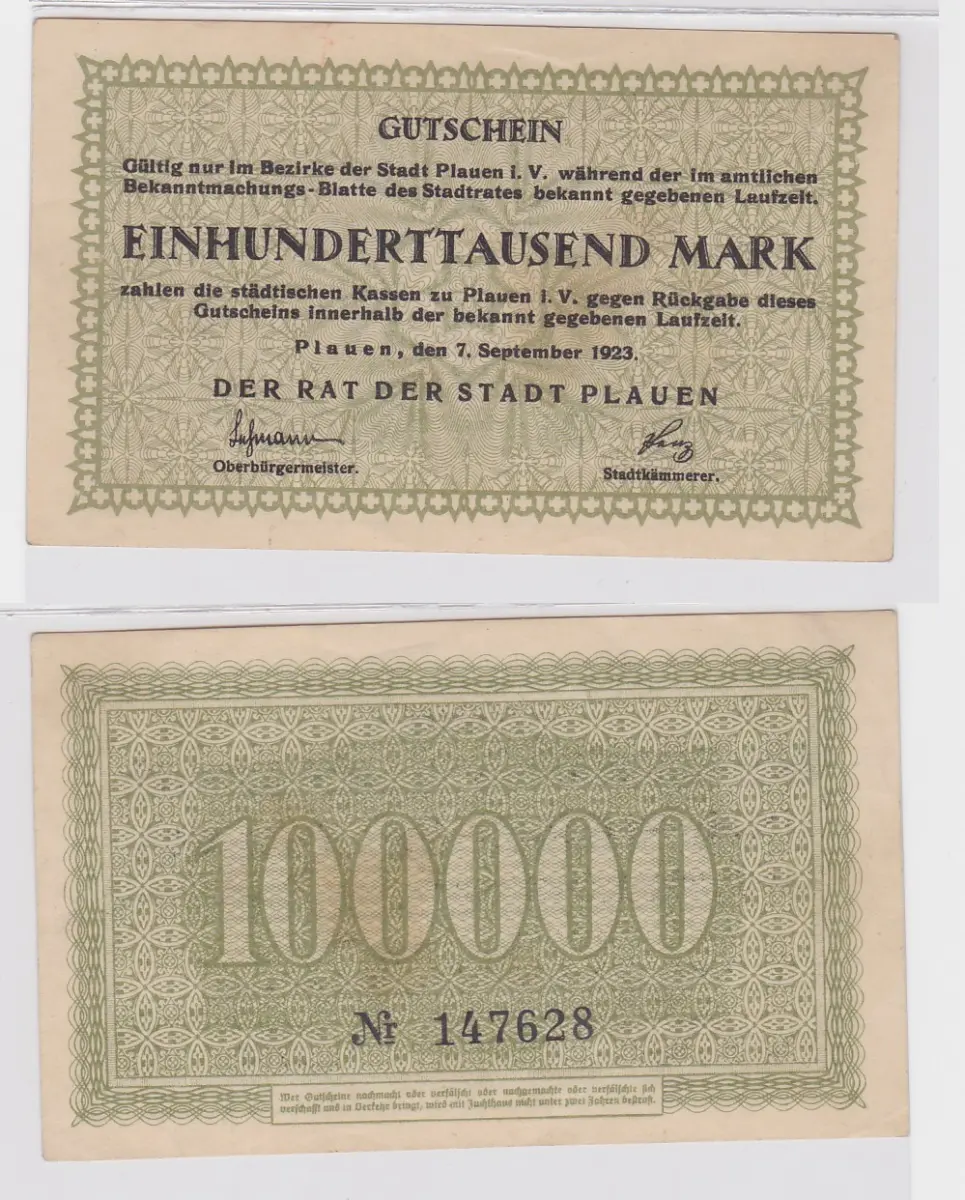 GUTSCHEIN
Gültig nur im Bezirke der Stadt Plauen i. V. während der im amtlichen
Bekanntmachungs-Blatte des Stadtrates bekannt gegebenen Laufzeit.
EINHUNDERTTAUSEND MARK
zahlen die städtischen Kassen zu Plauen i. V. gegen Rückgabe dieses
Gutscheins innerhalb der bekannt gegebenen Laufzeit.
Plauen, den 7. September 1923.
DER RAT DER STADT PLAUEN
Lehmann
Oberbürgermeister.
Stadtkämmerer.
100000
Nr 147628
Wer Gutscheine nachmacht oder verfälscht oder nachgemachte oder verfälschte sich
verschafft und in Verkehr bringt, wird mit Zuchthaus nicht unter zwei Jahren bestraft.